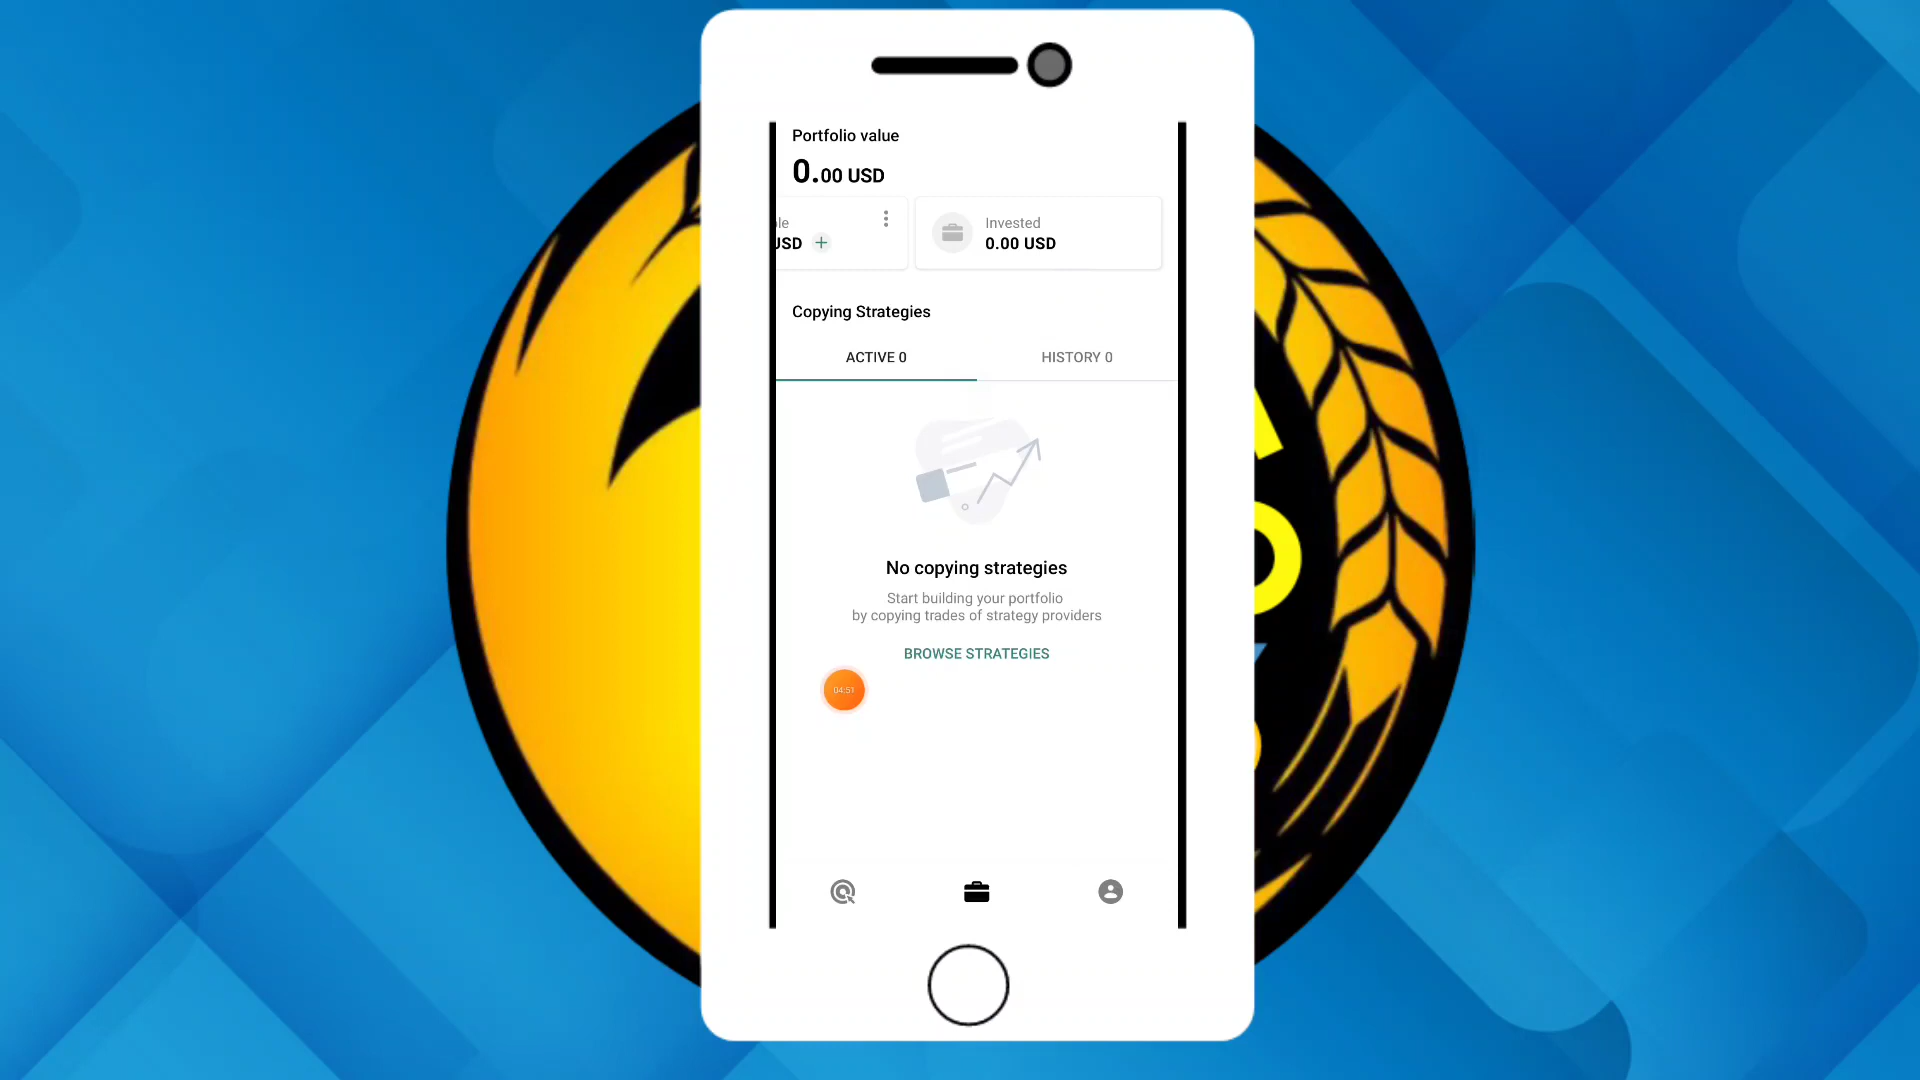 Portfolio value
0.00 USD
Invested
USD +
0.00 USD
Copying Strategies
ACTIVE 0
HISTORY 0
No copying strategies
Start building your portfolio
by copying trades of strategy providers
BROWSE STRATEGIES
04:51